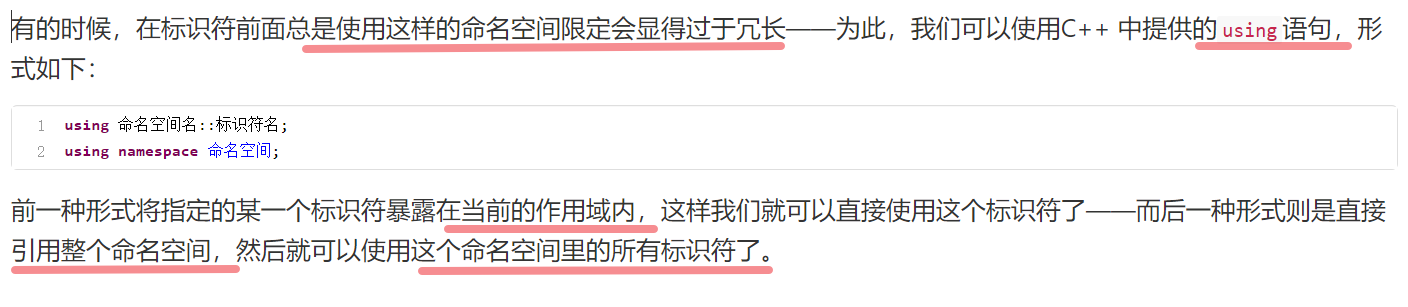 有的时候，在标识符前面总是使用这样的命名空间限定会显得过于冗长——为此，我们可以使用C++ 中提供的 using 语句，形
式如下：
1 using 命名空间名::标识符名;
2 using namespace 命名空间;
前一种形式将指定的某一个标识符暴露在当前的作用域内，这样我们就可以直接使用这个标识符了——而后一种形式则是直接
引用整个命名空间，然后就可以使用这个命名空间里的所有标识符了。